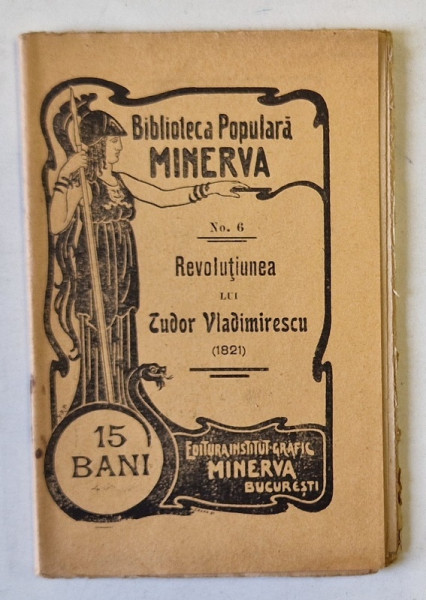 Biblioteca Populară
MINERVA
No. 6
Revoluţiunea
LUI
Tudor Vladimirescu
(1821)
15
BANI
EDITURA INSTITUT-GRAFIC
MINERVA
BUCUREŞTI